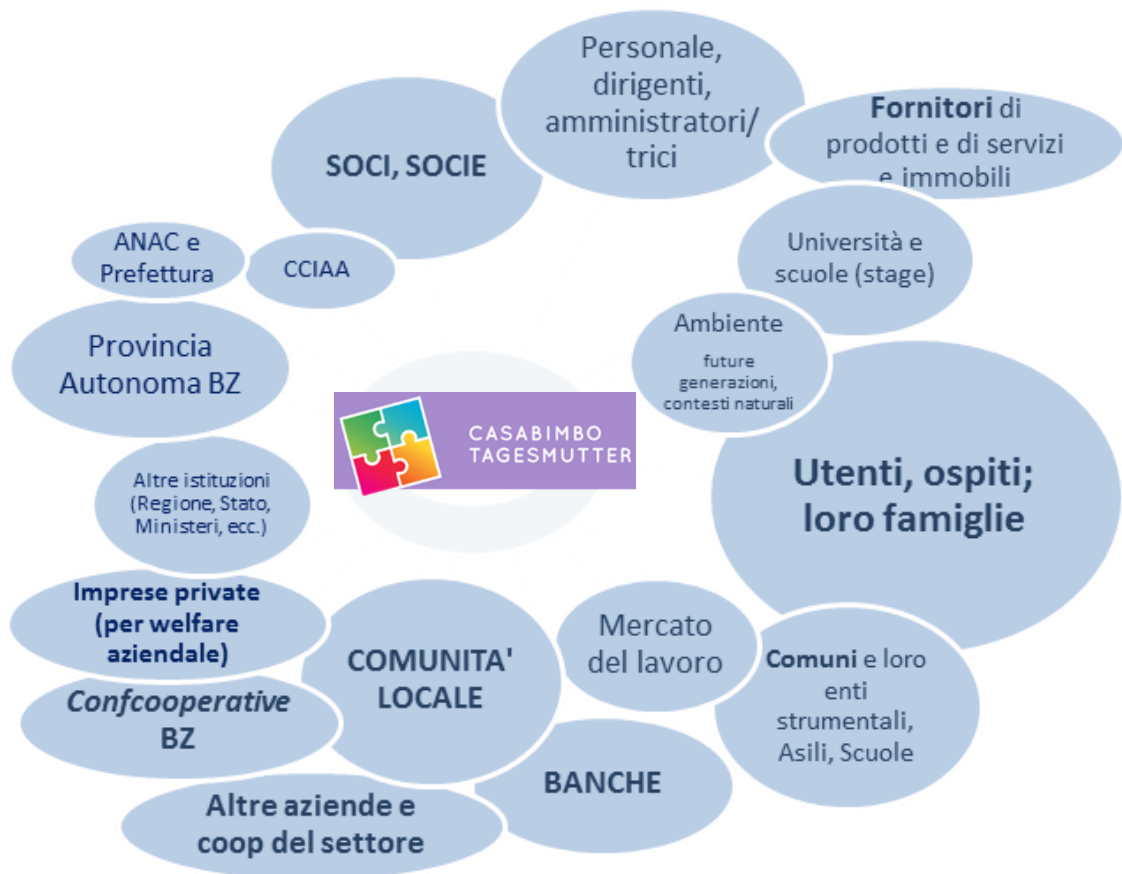 Personale,
dirigenti,
amministratori/
trici
Fornitori di
prodotti e di servizi
e immobili
SOCI, SOCIE
ANAC e
Prefettura
CCIAA
Università e
scuole (stage)
Provincia
Autonoma BZ
Ambiente
future
generazioni,
contesti naturali
CASABIMBO
TAGESMUTTER
Utenti, ospiti;
loro famiglie
Altre istituzioni
(Regione, Stato,
Ministeri, ecc.)
Imprese private
(per welfare
aziendale)
COMUNITA'
LOCALE
Mercato
del lavoro
Comuni e loro
enti
strumentali,
Asili, Scuole
Confcooperative
BZ
BANCHE
Altre aziende e
coop del settore